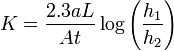 K = \frac{2.3aL}{At} \log \left( \frac{h_1}{h_2} \right)